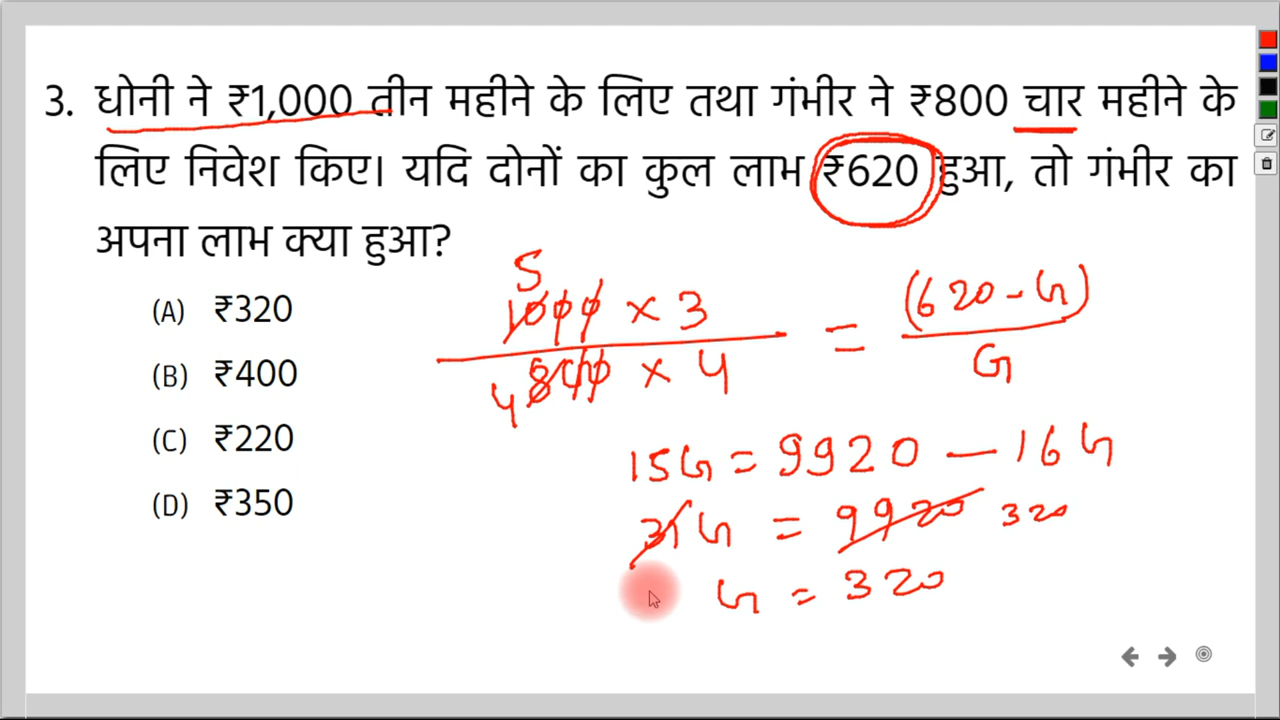 3. धोनी ने ₹1,000 तीन महीने के लिए तथा गंभीर ने ₹800 चार महीने के
लिए निवेश किए। यदि दोनों का कुल लाभ ₹620 हुआ, तो गंभीर का
अपना लाभ क्या हुआ?
(A) ₹320
(B) ₹400
(C) ₹220
(D) ₹350
5
1000 x 3
4 800 x 4
= (620 - G)
G
15G = 9920 - 16G
31G = 9920 320
G = 320